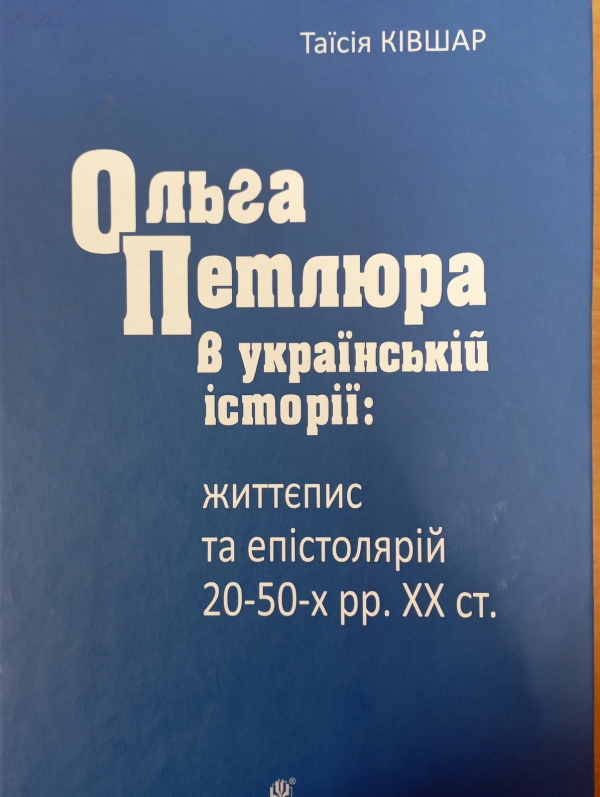 Таїсія КІВШАР
Ольга
Петлюра
в українській
історії:
життєпис
та епістолярій
20-50-х рр. ХХ ст.
®